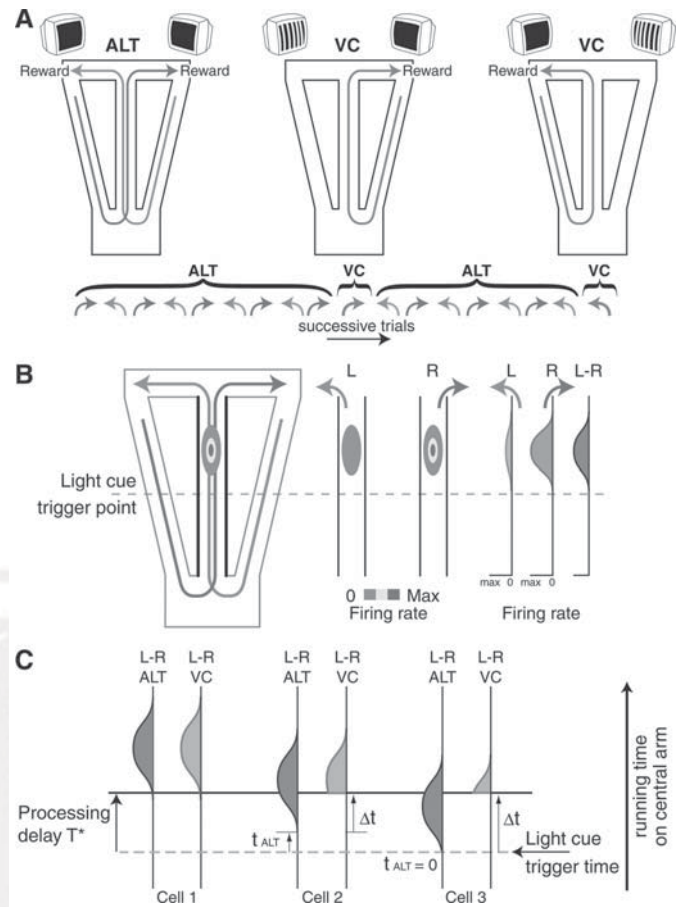 A
ALT VC VC
Reward Reward Reward Reward
ALT VC ALT VC
successive trials
B
L R L R L-R
Light cue
trigger point
max 0 max 0
0 Max
Firing rate Firing rate
C
L-R L-R L-R L-R L-R L-R
ALT VC ALT VC ALT VC
Processing
delay T*
Δt Δt
tALT
tALT = 0
Light cue
trigger time
running time
on central arm
Cell 1 Cell 2 Cell 3